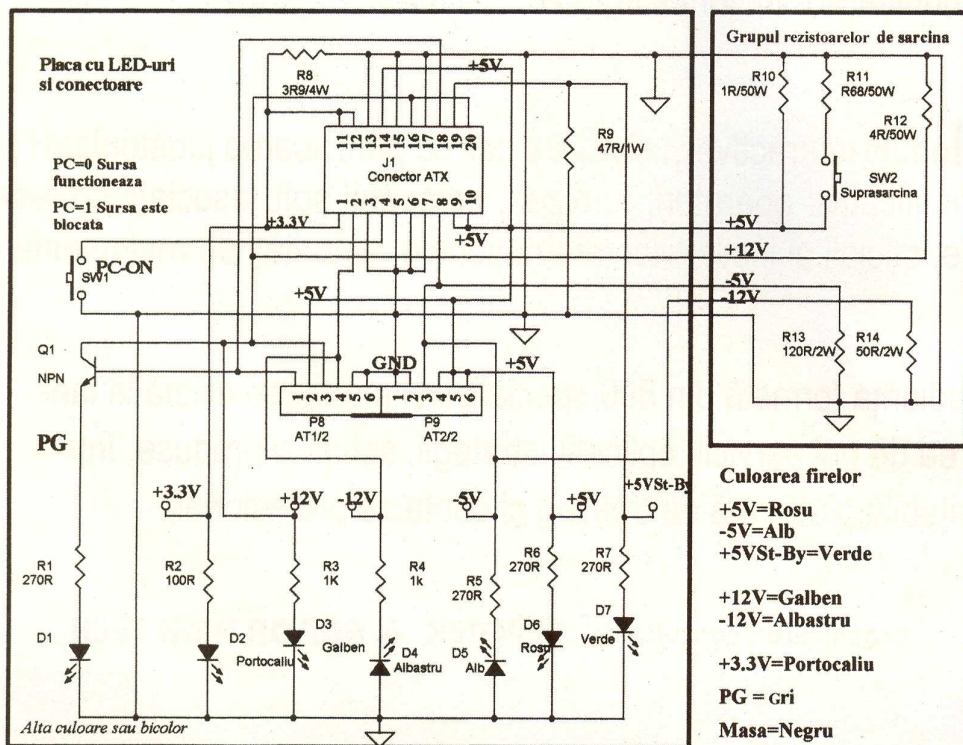 Placa cu LED-uri
si conectoare
PC=0 Sursa
functioneaza
PC=1 Sursa este
blocata
R8
3R9/4W
+5V
11 12 13 14 15 16 17 18 19 20
J1
Conector ATX
1 2 3 4 5 6 7 8 9 10
+3.3V
+5V
R9
47R/1W
PC-ON
SW1
+5V
Q1
NPN
GND
+5V
1 2 3 4 5 6 1 2 3 4 5 6
P8
AT1/2
P9
AT2/2
PG
+3.3V
+12V
-12V
-5V
+5V
+5VSt-By
R1
270R
R2
100R
R3
1K
R4
1k
R5
270R
R6
270R
R7
270R
D1
D2
Portocaliu
D3
Galben
D4
Albastru
D5
Alb
D6
Rosu
D7
Verde
Alta culoare sau bicolor
Grupul rezistoarelor de sarcina
R10
1R/50W
R11
R68/50W
R12
4R/50W
SW2
Suprasarcina
+5V
+12V
-5V
-12V
R13
120R/2W
R14
50R/2W
Culoarea firelor
+5V=Rosu
-5V=Alb
+5VSt-By=Verde
+12V=Galben
-12V=Albastru
+3.3V=Portocaliu
PG = Gri
Masa=Negru